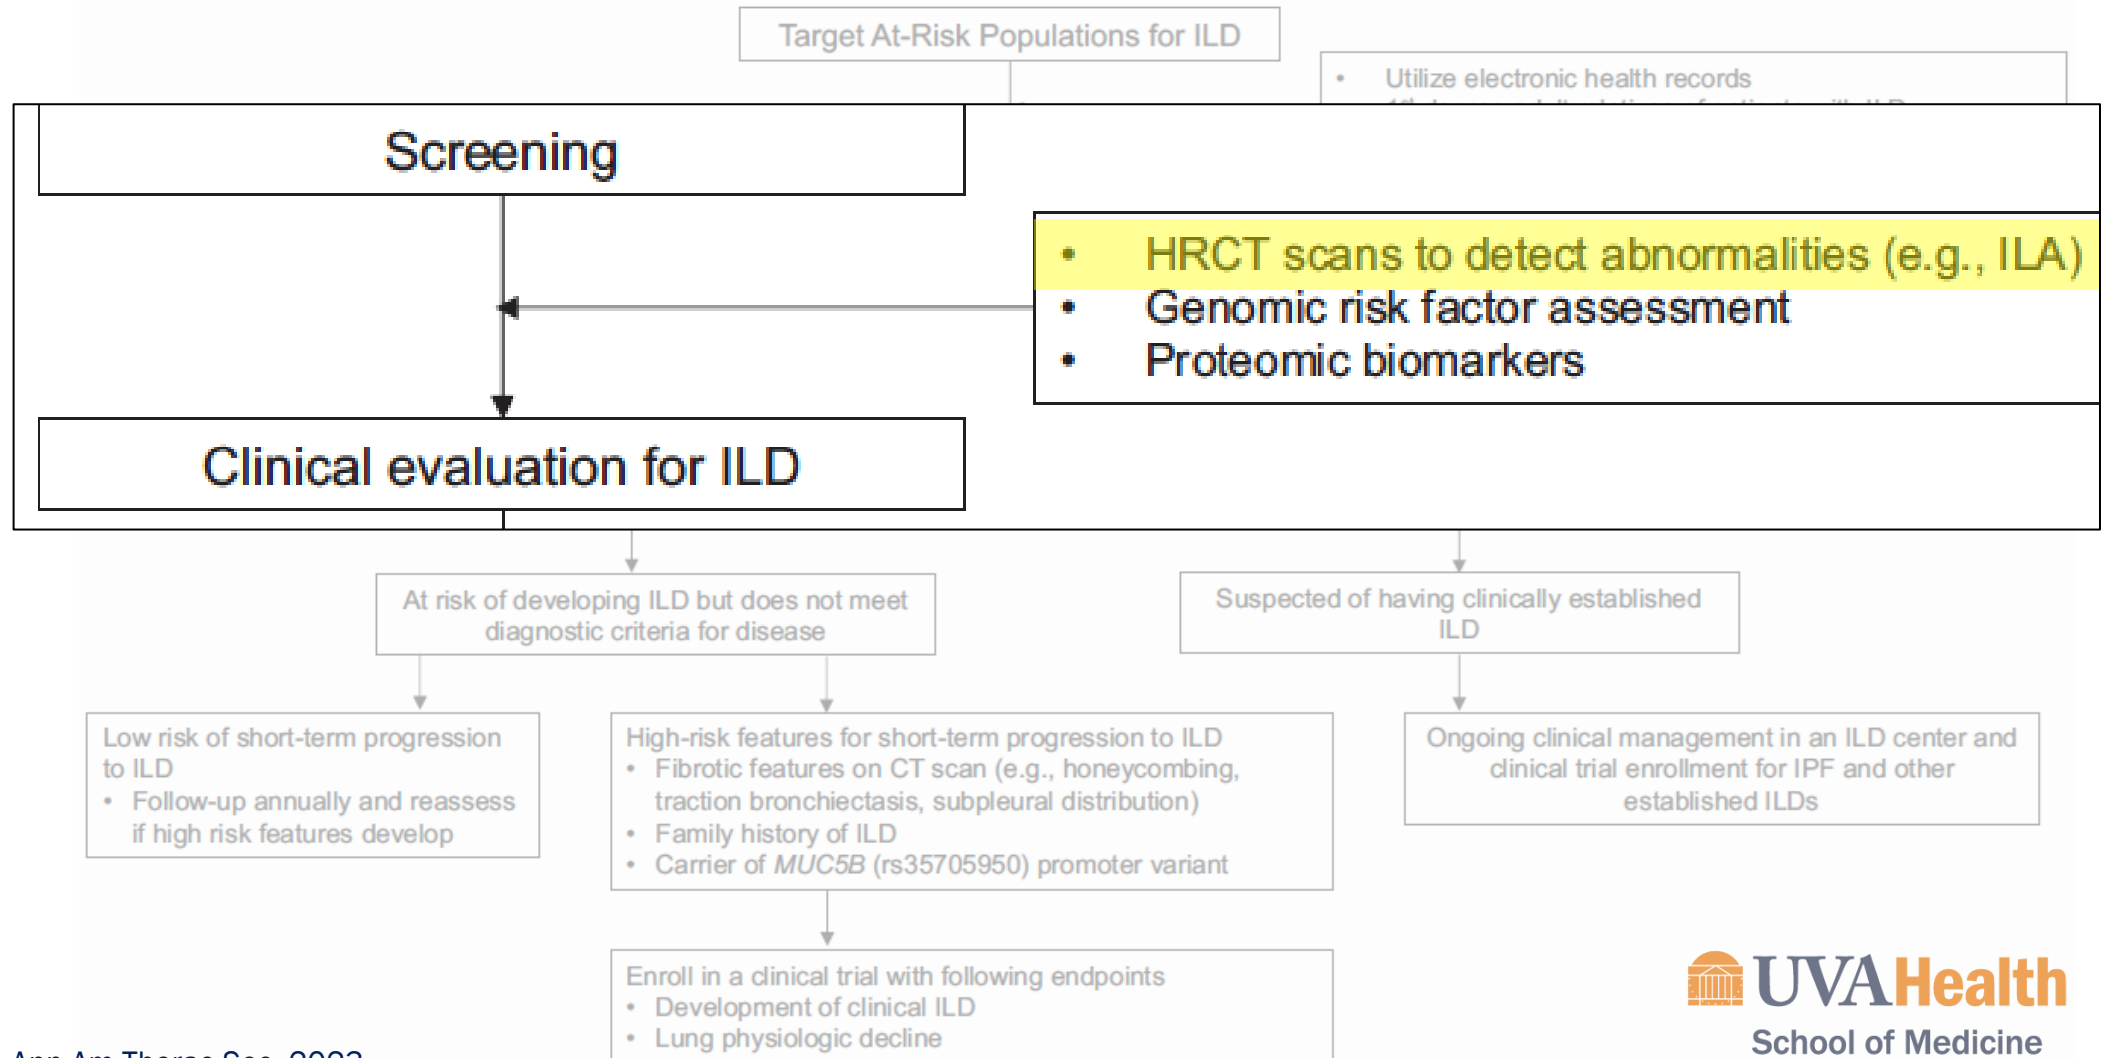 Target At-Risk Populations for ILD
• Utilize electronic health records
Screening
• HRCT scans to detect abnormalities (e.g., ILA)
• Genomic risk factor assessment
• Proteomic biomarkers
Clinical evaluation for ILD
At risk of developing ILD but does not meet
diagnostic criteria for disease
Suspected of having clinically established
ILD
Low risk of short-term progression
to ILD
• Follow-up annually and reassess
if high risk features develop
High-risk features for short-term progression to ILD
• Fibrotic features on CT scan (e.g., honeycombing,
traction bronchiectasis, subpleural distribution)
• Family history of ILD
• Carrier of MUC5B (rs35705950) promoter variant
Ongoing clinical management in an ILD center and
clinical trial enrollment for IPF and other
established ILDs
Enroll in a clinical trial with following endpoints
• Development of clinical ILD
• Lung physiologic decline
UVAHealth
School of Medicine
Ann Am Thorac Soc. 2023